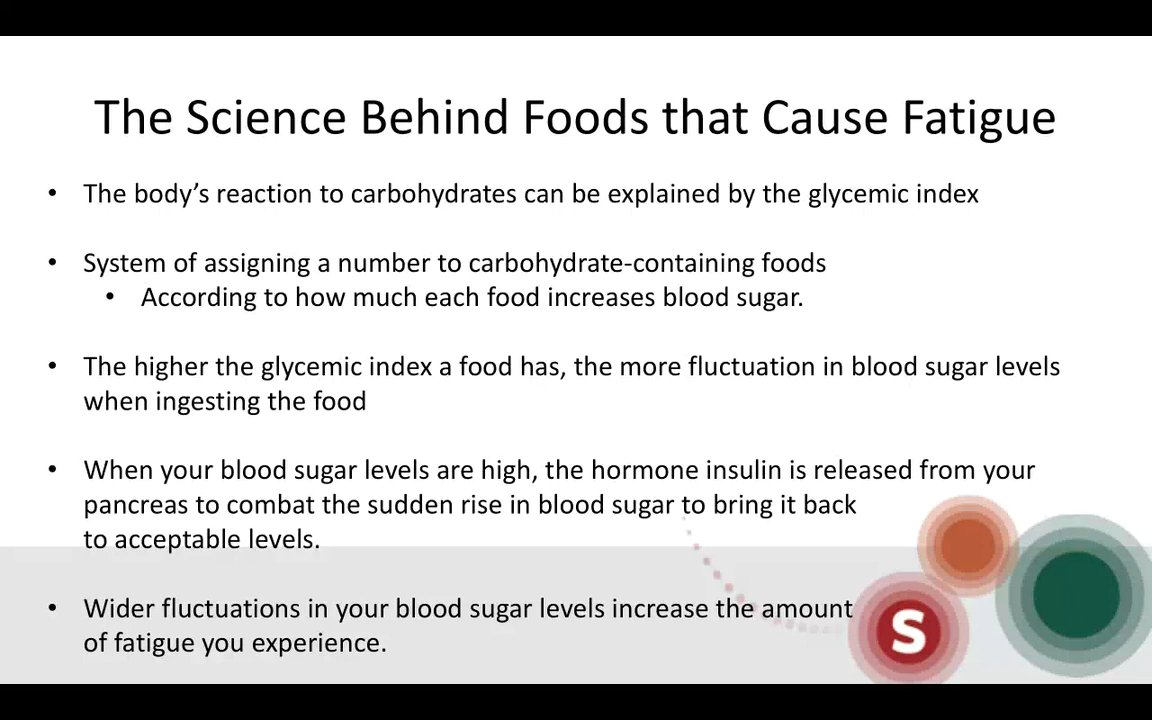 The Science Behind Foods that Cause Fatigue
• The body’s reaction to carbohydrates can be explained by the glycemic index
• System of assigning a number to carbohydrate-containing foods
• According to how much each food increases blood sugar.
• The higher the glycemic index a food has, the more fluctuation in blood sugar levels
when ingesting the food
• When your blood sugar levels are high, the hormone insulin is released from your
pancreas to combat the sudden rise in blood sugar to bring it back
to acceptable levels.
• Wider fluctuations in your blood sugar levels increase the amount
of fatigue you experience.
S